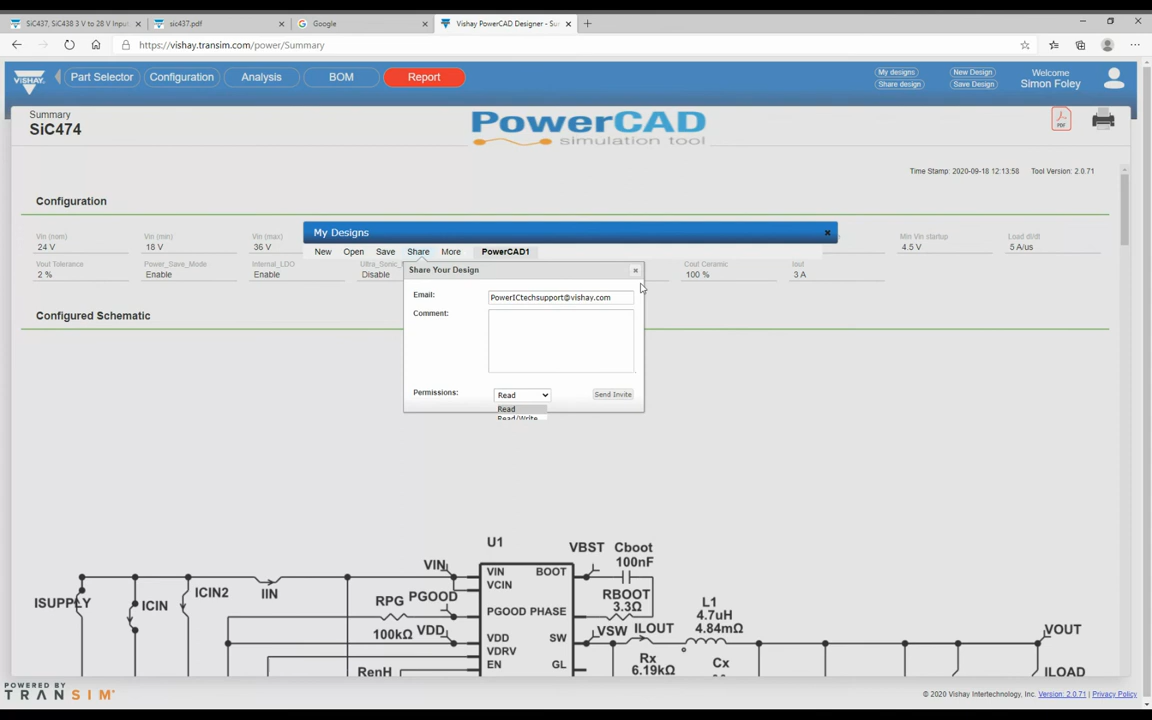 SiC437, SiC438 3 V to 28 V Input
sic437.pdf
Google
Vishay PowerCAD Designer - Su
https://vishay.transim.com/power/Summary
VISHAY
Part Selector
Configuration
Analysis
BOM
Report
My designs
Share design
New Design
Save Design
Welcome
Simon Foley
Summary
SiC474
PowerCAD
simulation tool
PDF
Time Stamp: 2020-09-18 12:13:58 Tool Version: 2.0.71
Configuration
Vin (nom)
24 V
Vin (min)
18 V
Vin (max)
36 V
Min Vin startup
4.5 V
Load di/dt
5 A/us
Vout Tolerance
2 %
Power_Save_Mode
Enable
Internal_LDO
Enable
Disable
Cout Ceramic
100 %
Iout
3 A
My Designs
New Open Save Share More PowerCAD1
Share Your Design
Email:
PowerICtechsupport@vishay.com
Comment:
Permissions:
Read
Send Invite
Read
Read/Write
Configured Schematic
U1
VBST
Cboot
100nF
VIN
VIN
VCIN
BOOT
RBOOT
3.3Ω
ISUPPLY
ICIN
ICIN2
IIN
RPG
PGOOD
100kΩ
PGOOD PHASE
VDD
VDD
VDRV
EN
SW
GL
VSW
ILOUT
L1
4.7uH
4.84mΩ
VOUT
RenH
Rx
6.19kΩ
Cx
ILOAD
POWERED BY
TRANSIM
© 2020 Vishay Intertechnology, Inc. Version: 2.0.71 | Privacy Policy